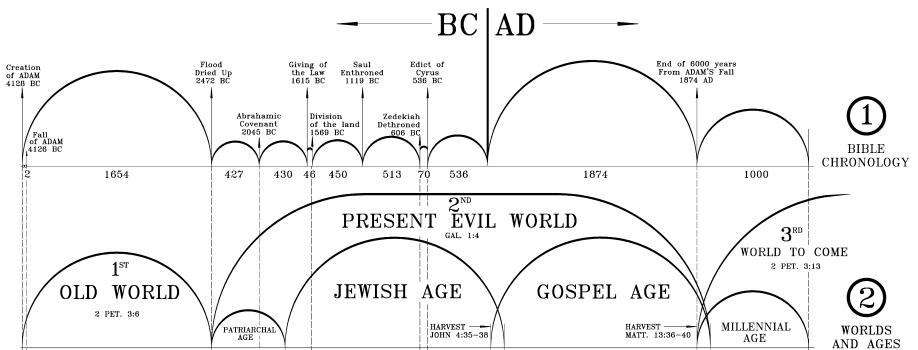 BC AD
Creation
of ADAM
4128 BC
Fall
of ADAM
4126 BC
Flood
Dried Up
2472 BC
Abrahamic
Covenant
2045 BC
Giving of
the Law
1615 BC
Division
of the land
1569 BC
Saul
Enthroned
1119 BC
Zedekiah
Dethroned
606 BC
Edict of
Cyrus
536 BC
End of 6000 years
From ADAM'S Fall
1874 AD
1
BIBLE
CHRONOLOGY
2 1654 427 430 46 450 513 70 536 1874 1000
1ST
OLD WORLD
2 PET. 3:6
2ND
PRESENT EVIL WORLD
GAL. 1:4
3RD
WORLD TO COME
2 PET. 3:13
PATRIARCHAL
AGE
JEWISH AGE
HARVEST
JOHN 4:35-38
GOSPEL AGE
HARVEST
MATT. 13:36-40
MILLENNIAL
AGE
2
WORLDS
AND AGES